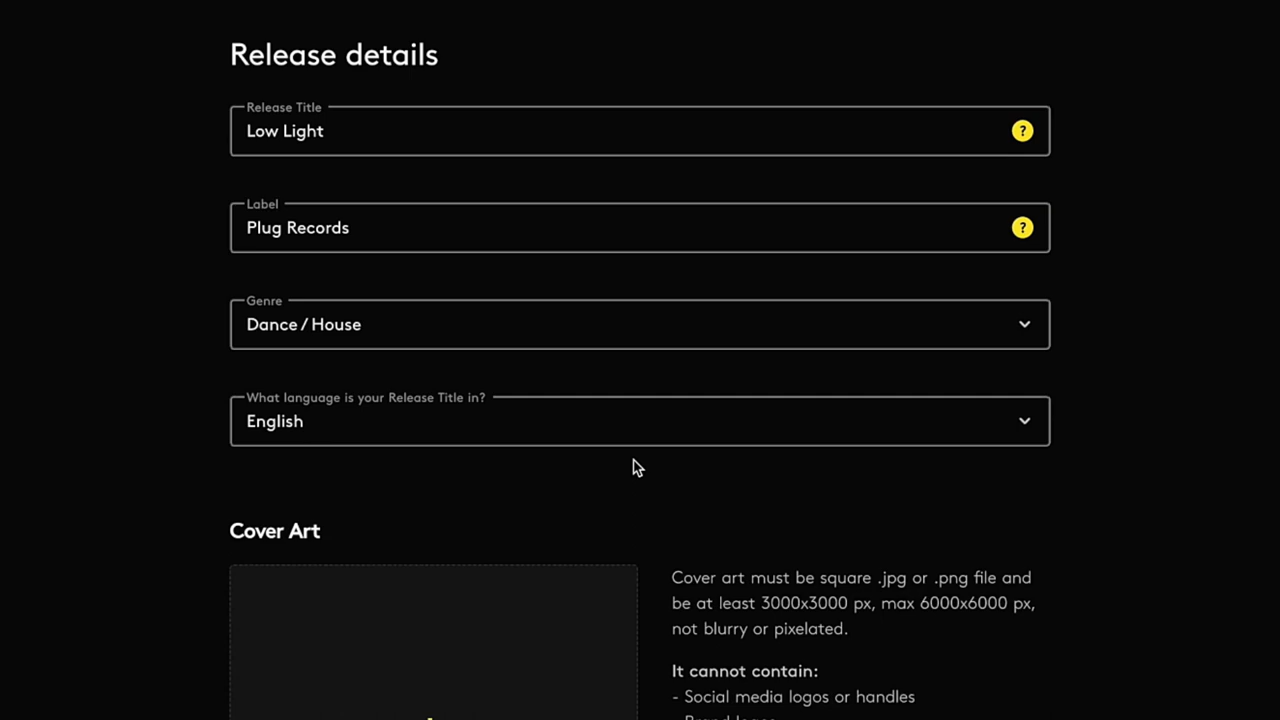 Release details
Release Title
Low Light
?
Label
Plug Records
?
Genre
Dance / House
What language is your Release Title in?
English
Cover Art
Cover art must be square .jpg or .png file and
be at least 3000x3000 px, max 6000x6000 px,
not blurry or pixelated.
It cannot contain:
- Social media logos or handles